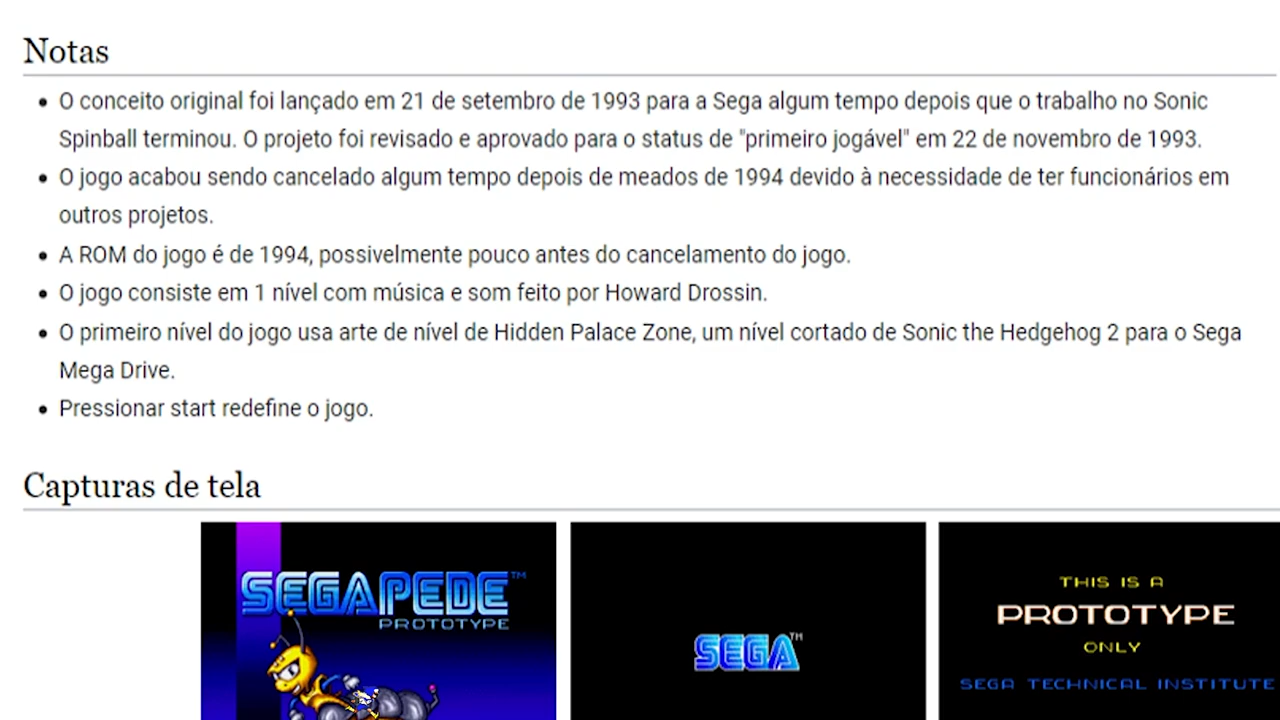 Notas
O conceito original foi lançado em 21 de setembro de 1993 para a Sega algum tempo depois que o trabalho no Sonic
Spinball terminou. O projeto foi revisado e aprovado para o status de "primeiro jogável" em 22 de novembro de 1993.
O jogo acabou sendo cancelado algum tempo depois de meados de 1994 devido à necessidade de ter funcionários em
outros projetos.
A ROM do jogo é de 1994, possivelmente pouco antes do cancelamento do jogo.
O jogo consiste em 1 nível com música e som feito por Howard Drossin.
O primeiro nível do jogo usa arte de nível de Hidden Palace Zone, um nível cortado de Sonic the Hedgehog 2 para o Sega
Mega Drive.
Pressionar start redefine o jogo.
Capturas de tela
SEGAPEDE™
PROTOTYPE
SEGA™
THIS IS A
PROTOTYPE
ONLY
SEGA TECHNICAL INSTITUTE